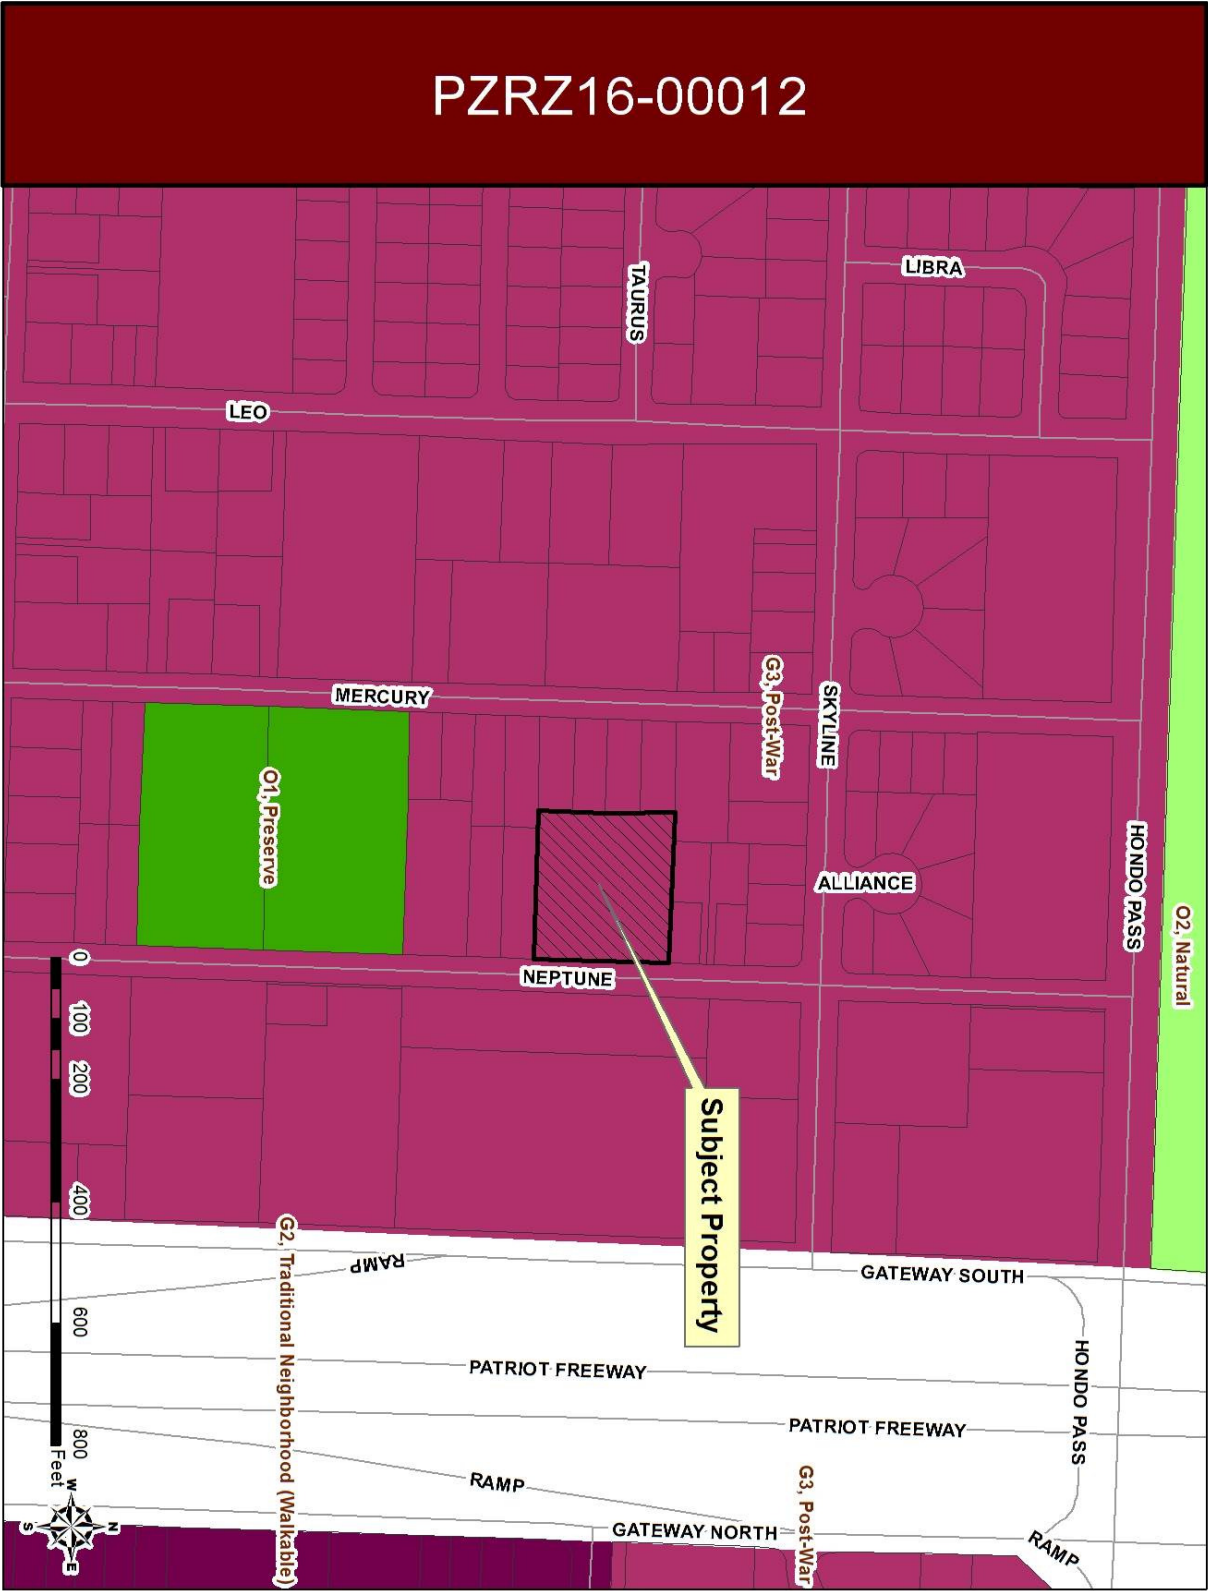 PZRZ16-00012
TAURUS
LIBRA
LEO
MERCURY
G3, Post-War
SKYLINE
O1, Preserve
ALLIANCE
HONDO PASS
O2, Natural
NEPTUNE
Subject Property
RAMP
GATEWAY SOUTH
G2, Traditional Neighborhood (Walkable)
PATRIOT FREEWAY
HONDO PASS
PATRIOT FREEWAY
RAMP
G3, Post-War
GATEWAY NORTH
RAMP
0 100 200 400 600 800
Feet
W
N
S
E